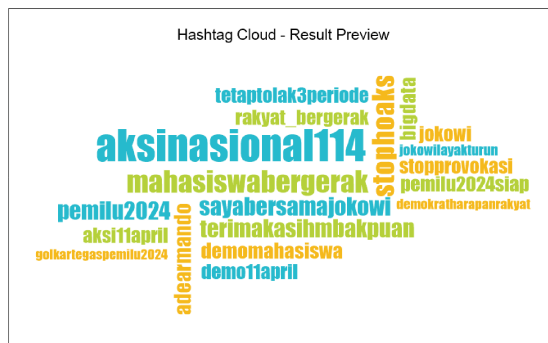 Hashtag Cloud - Result Preview
tetaptolak3periode
rakyat_bergerak
aksinasional114
mahasiswabergerak
stophoaks
bigdata
jokowi
jokowilayakturun
stopprovokasi
pemilu2024siap
demokratharapanrakyat
pemilu2024
sayabersamajokowi
aksi11april
terimakasihmbakpuan
golkartegaspemilu2024
adearmando
demomahasiswa
demo11april